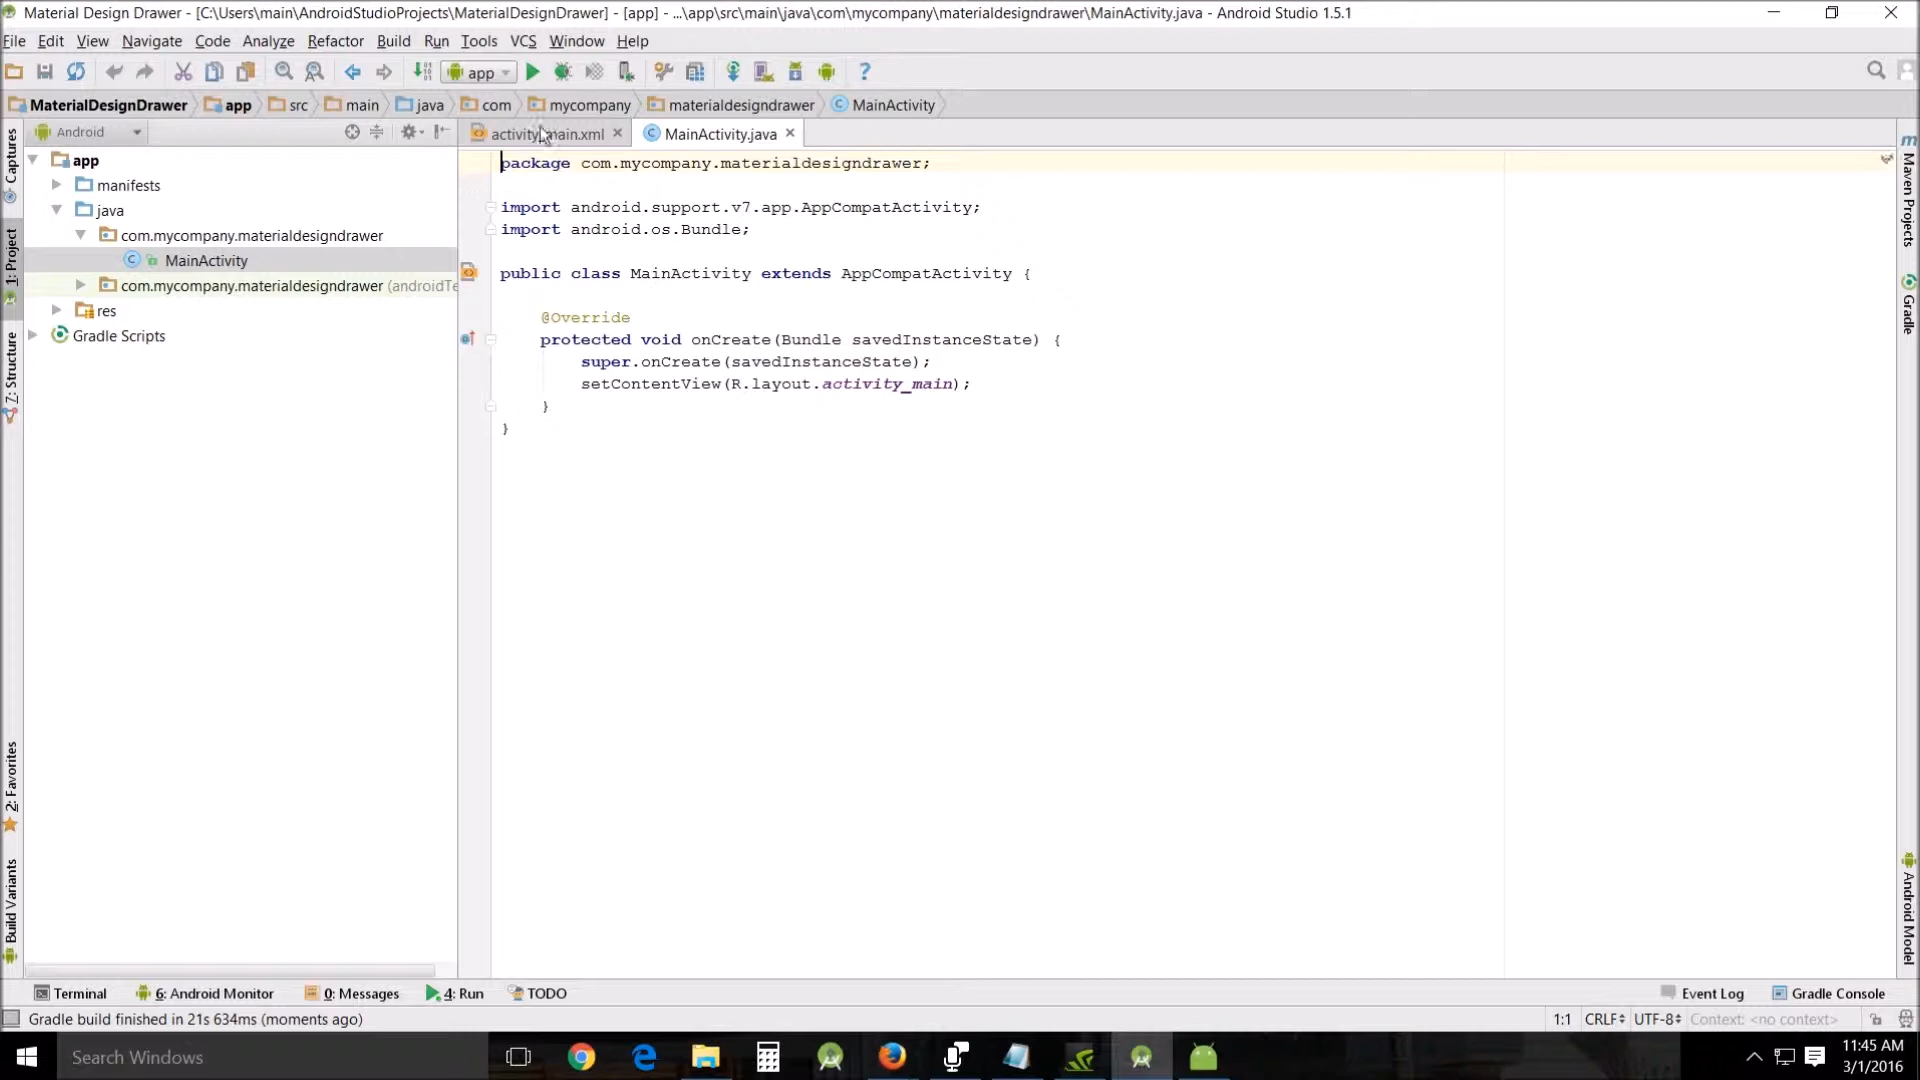 Material Design Drawer - [C:\Users\main\AndroidStudioProjects\MaterialDesignDrawer] - [app] - ...\app\src\main\java\com\mycompany\materialdesigndrawer\MainActivity.java - Android Studio 1.5.1
File Edit View Navigate Code Analyze Refactor Build Run Tools VCS Window Help
app
MaterialDesignDrawer app src main java com mycompany materialdesigndrawer MainActivity
Android
activity_main.xml MainActivity.java
app
manifests
java
com.mycompany.materialdesigndrawer
MainActivity
com.mycompany.materialdesigndrawer (androidTe
res
Gradle Scripts
Captures
1: Project
Z: Structure
2: Favorites
Build Variants
package com.mycompany.materialdesigndrawer;
import android.support.v7.app.AppCompatActivity;
import android.os.Bundle;
public class MainActivity extends AppCompatActivity {
@Override
protected void onCreate(Bundle savedInstanceState) {
super.onCreate(savedInstanceState);
setContentView(R.layout.activity_main);
}
}
Maven Projects
Gradle
Android Model
Terminal 6: Android Monitor 0: Messages 4: Run TODO Event Log Gradle Console
Gradle build finished in 21s 634ms (moments ago) 1:1 CRLF UTF-8 Context: <no context>
Search Windows
11:45 AM
3/1/2016